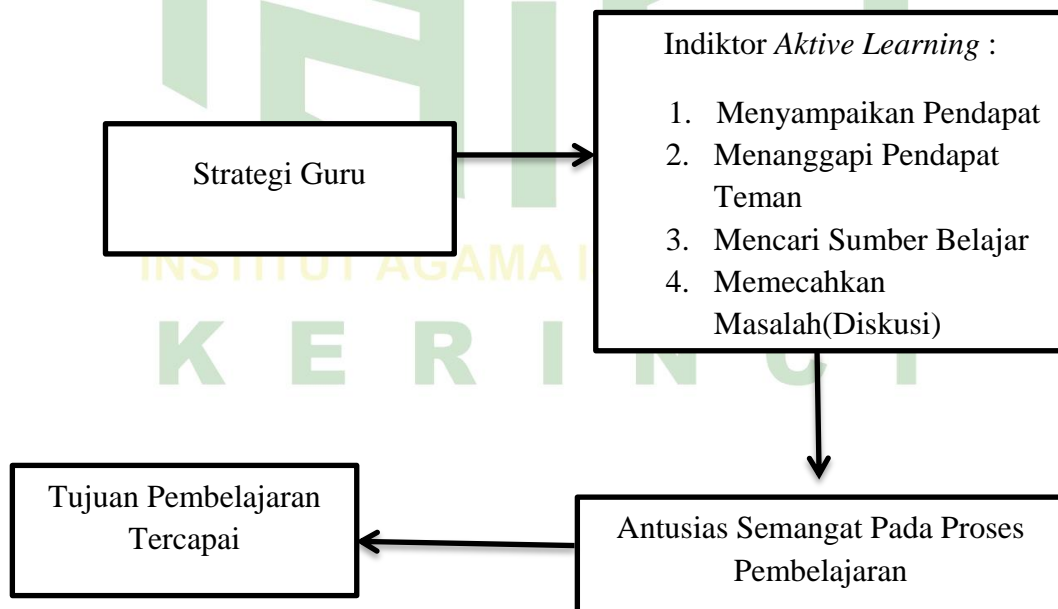 Indiktor Aktive Learning :
1. Menyampaikan Pendapat
2. Menanggapi Pendapat
Teman
3. Mencari Sumber Belajar
4. Memecahkan
Masalah(Diskusi)
Strategi Guru
INSTITUT AGAMA I
KERINCI
Tujuan Pembelajaran
Tercapai
Antusias Semangat Pada Proses
Pembelajaran